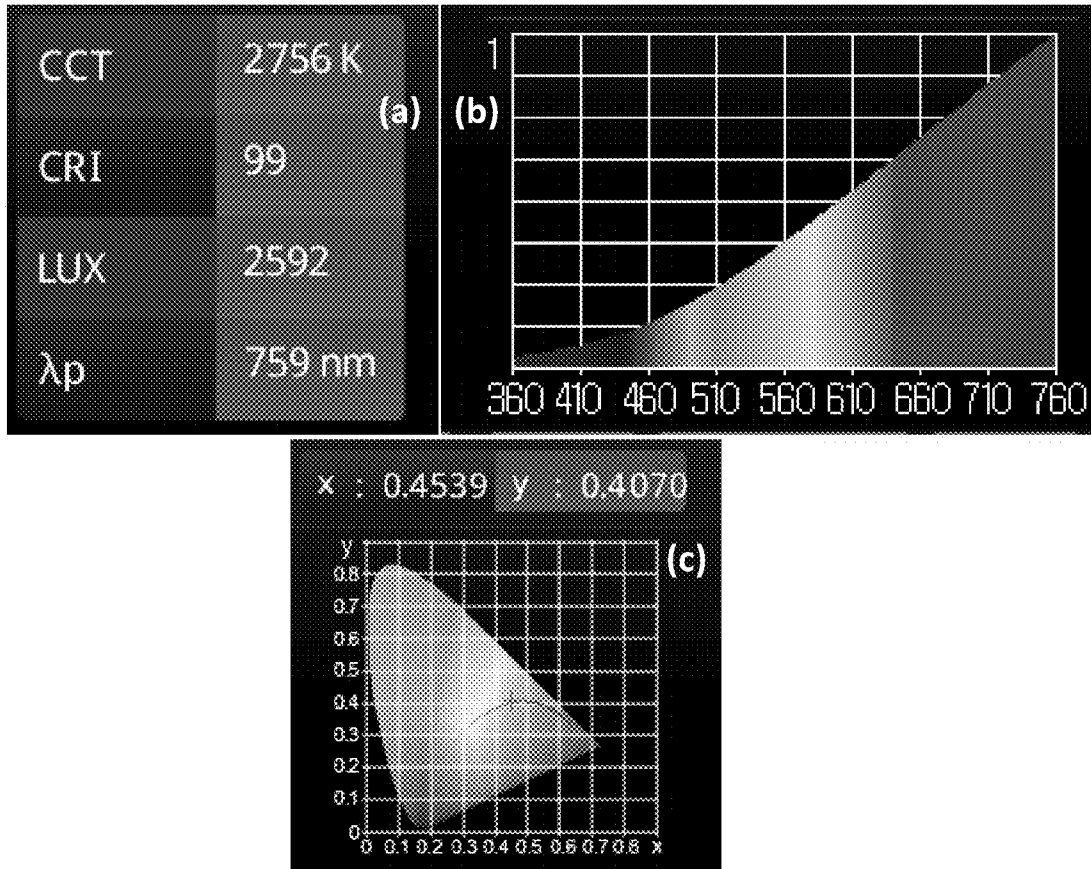 CCT 2756 K
(a)
CRI 99
LUX 2592
λp 759 nm
(b)
1
360 410 460 510 560 610 660 710 760
x : 0.4539 y : 0.4070
(c)
y
0.8
0.7
0.6
0.5
0.4
0.3
0.2
0.1
0
0 0.1 0.2 0.3 0.4 0.5 0.6 0.7 0.8 x